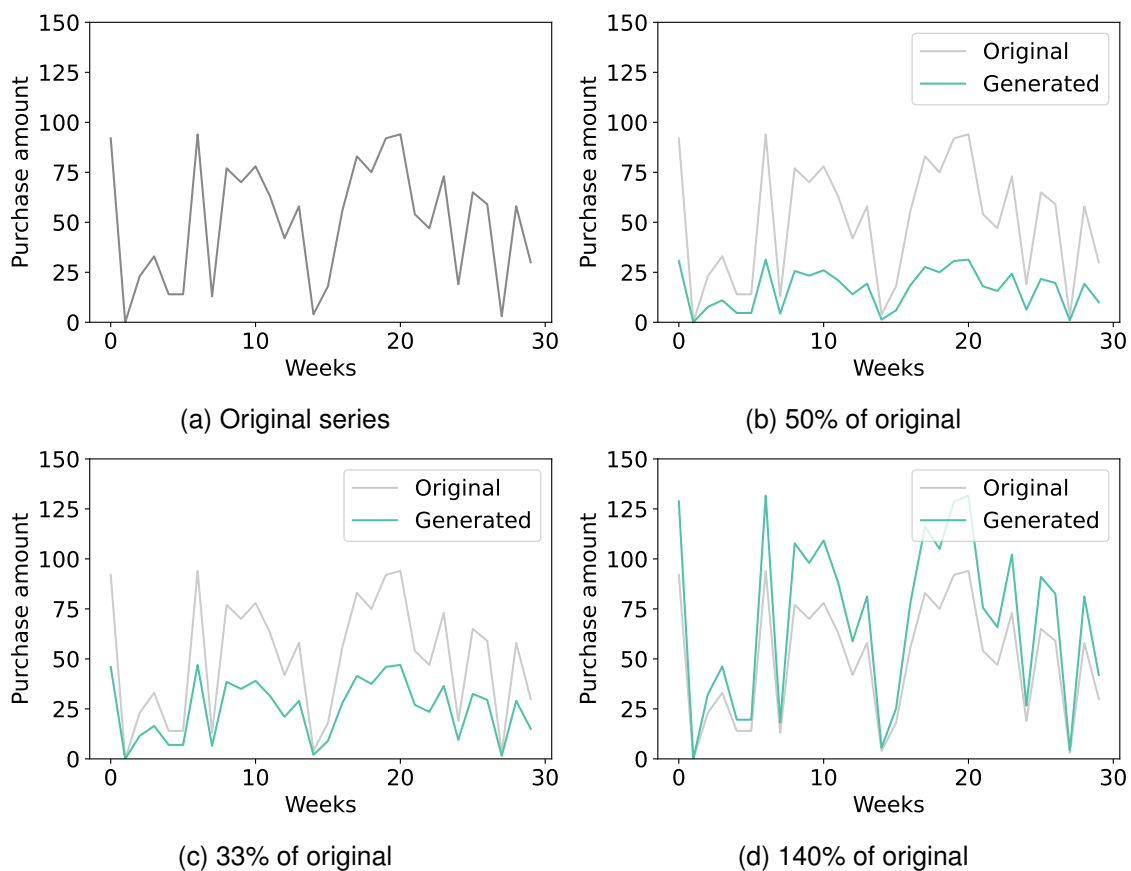 150
125
100
75
50
25
0
Purchase amount
0 10 20 30
Weeks
(a) Original series
150
125
100
75
50
25
0
Purchase amount
Original
Generated
0 10 20 30
Weeks
(b) 50% of original
150
125
100
75
50
25
0
Purchase amount
Original
Generated
0 10 20 30
Weeks
(c) 33% of original
150
125
100
75
50
25
0
Purchase amount
Original
Generated
0 10 20 30
Weeks
(d) 140% of original